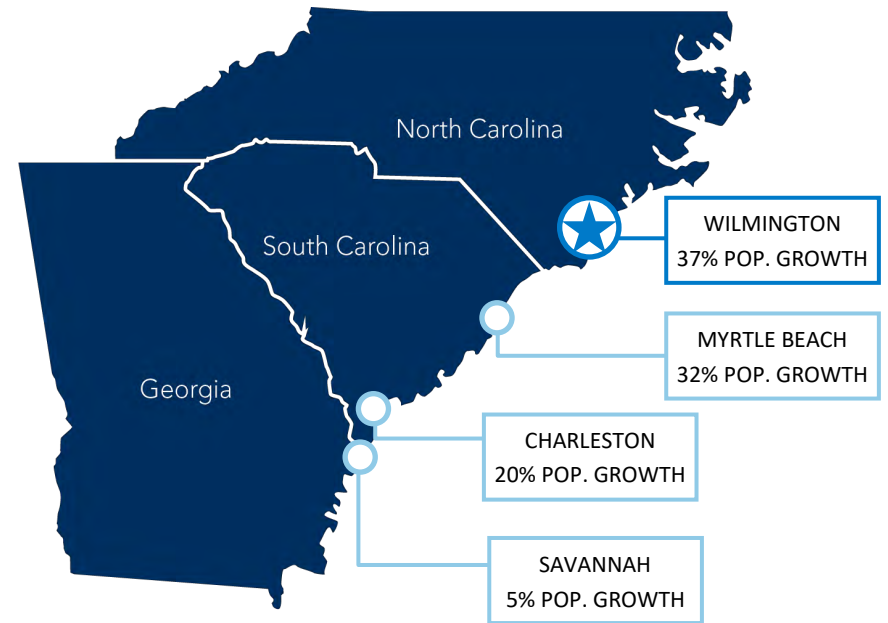 North Carolina
South Carolina
Georgia
WILMINGTON
37% POP. GROWTH
MYRTLE BEACH
32% POP. GROWTH
CHARLESTON
20% POP. GROWTH
SAVANNAH
5% POP. GROWTH